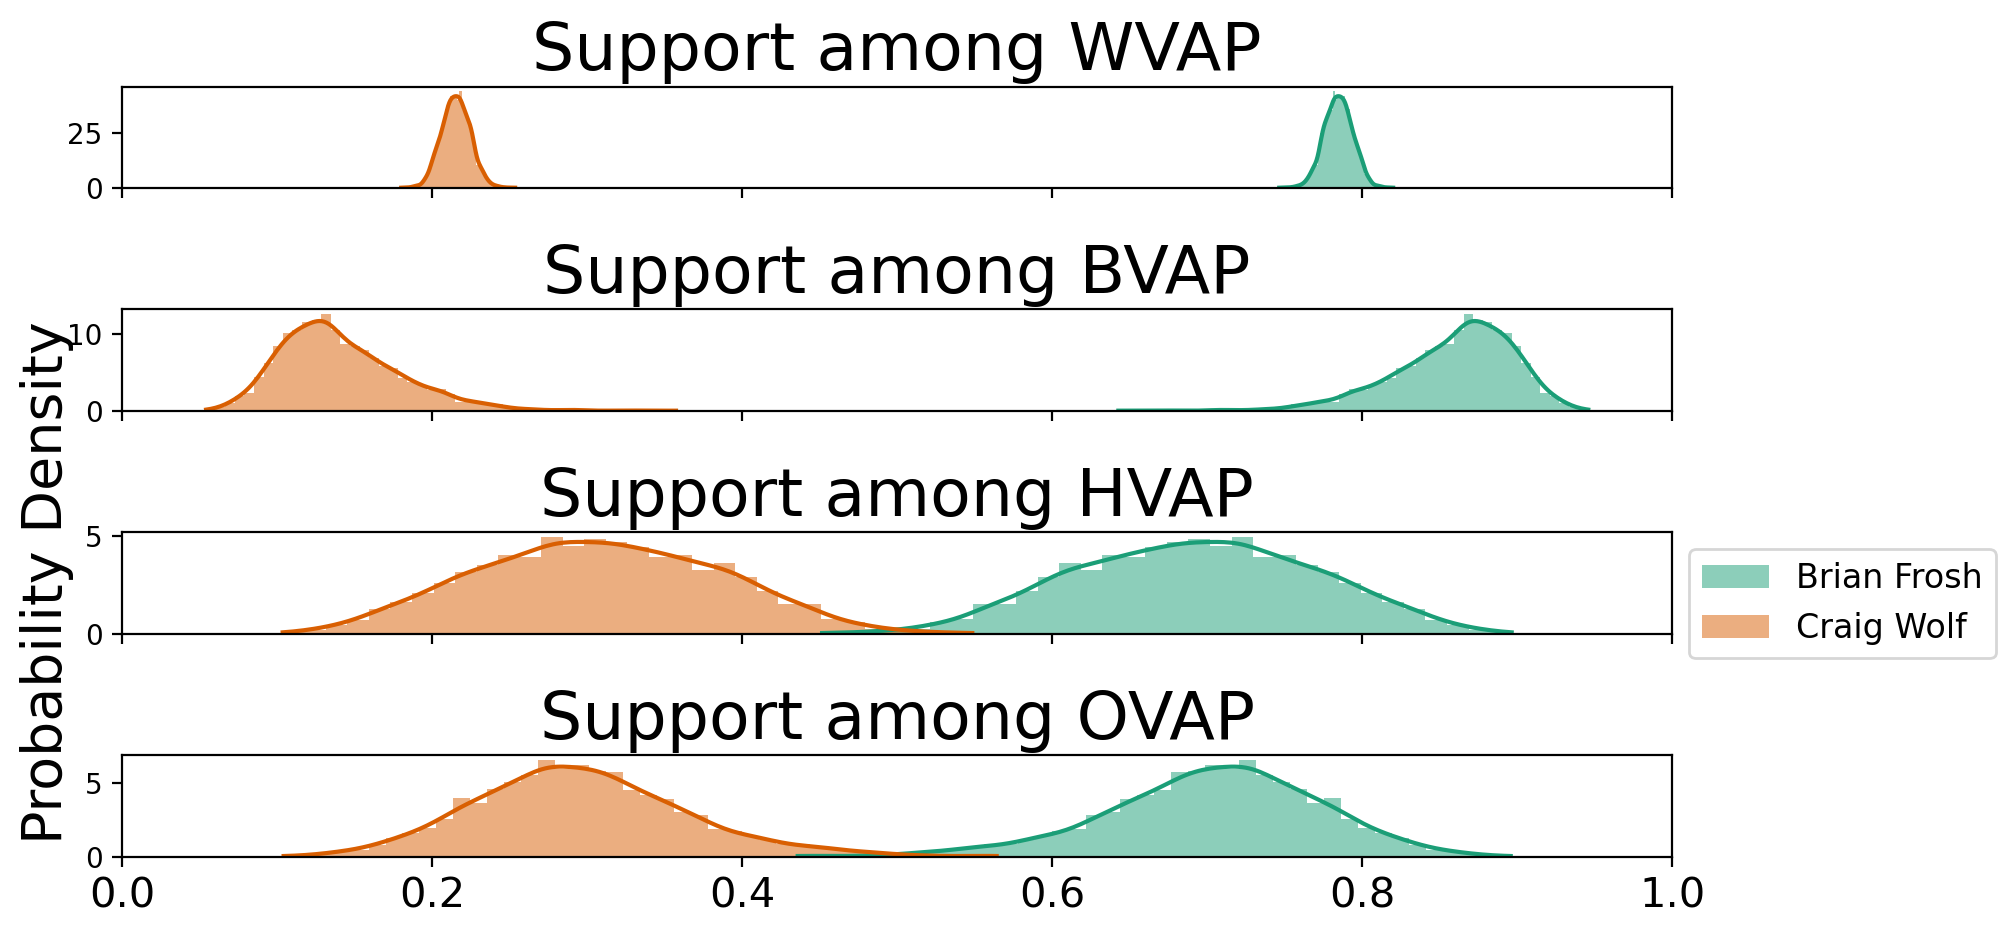 Support among WVAP
25
0
Support among BVAP
10
0
Support among HVAP
5
0
Support among OVAP
5
0
0.0 0.2 0.4 0.6 0.8 1.0
Probability Density
Brian Frosh
Craig Wolf